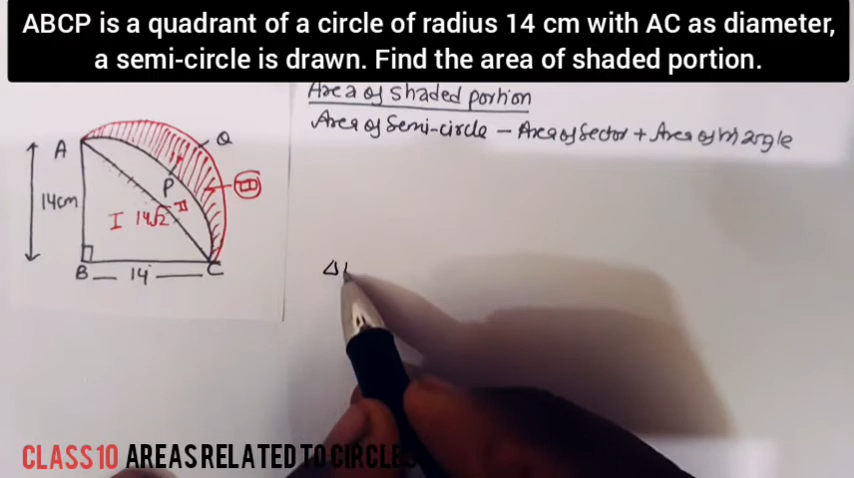 ABCP is a quadrant of a circle of radius 14 cm with AC as diameter,
a semi-circle is drawn. Find the area of shaded portion.
Area of shaded portion
Area of Semi-circle - Area of Sector + Area of
A
Q
P
14cm
I 14√2 II
III
B 14 C
Δ
CLASS 10 AREAS RELATED TO CIRCLES